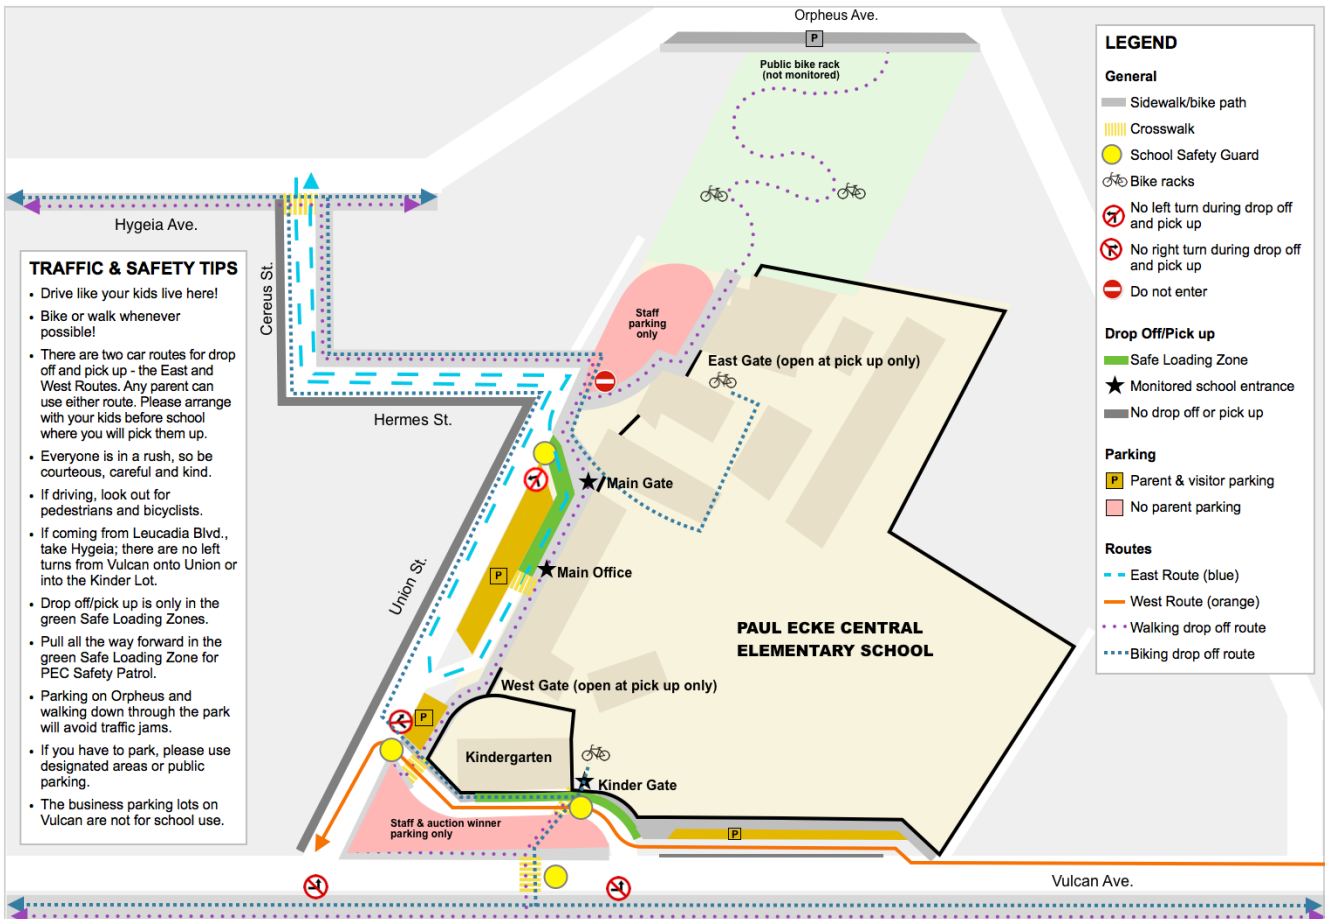 Orpheus Ave.
P
Public bike rack
(not monitored)
Hygeia Ave.
Cereus St.
Hermes St.
Union St.
Staff
parking
only
East Gate (open at pick up only)
Main Gate
P
Main Office
PAUL ECKE CENTRAL
ELEMENTARY SCHOOL
West Gate (open at pick up only)
P
Kindergarten
Kinder Gate
Staff & auction winner
parking only
P
Vulcan Ave.
TRAFFIC & SAFETY TIPS
• Drive like your kids live here!
• Bike or walk whenever
possible!
• There are two car routes for drop
off and pick up - the East and
West Routes. Any parent can
use either route. Please arrange
with your kids before school
where you will pick them up.
• Everyone is in a rush, so be
courteous, careful and kind.
• If driving, look out for
pedestrians and bicyclists.
• If coming from Leucadia Blvd.,
take Hygeia; there are no left
turns from Vulcan onto Union or
into the Kinder Lot.
• Drop off/pick up is only in the
green Safe Loading Zones.
• Pull all the way forward in the
green Safe Loading Zone for
PEC Safety Patrol.
• Parking on Orpheus and
walking down through the park
will avoid traffic jams.
• If you have to park, please use
designated areas or public
parking.
• The business parking lots on
Vulcan are not for school use.
LEGEND
General
Sidewalk/bike path
Crosswalk
School Safety Guard
Bike racks
No left turn during drop off
and pick up
No right turn during drop off
and pick up
Do not enter
Drop Off/Pick up
Safe Loading Zone
Monitored school entrance
No drop off or pick up
Parking
P Parent & visitor parking
No parent parking
Routes
East Route (blue)
West Route (orange)
Walking drop off route
Biking drop off route